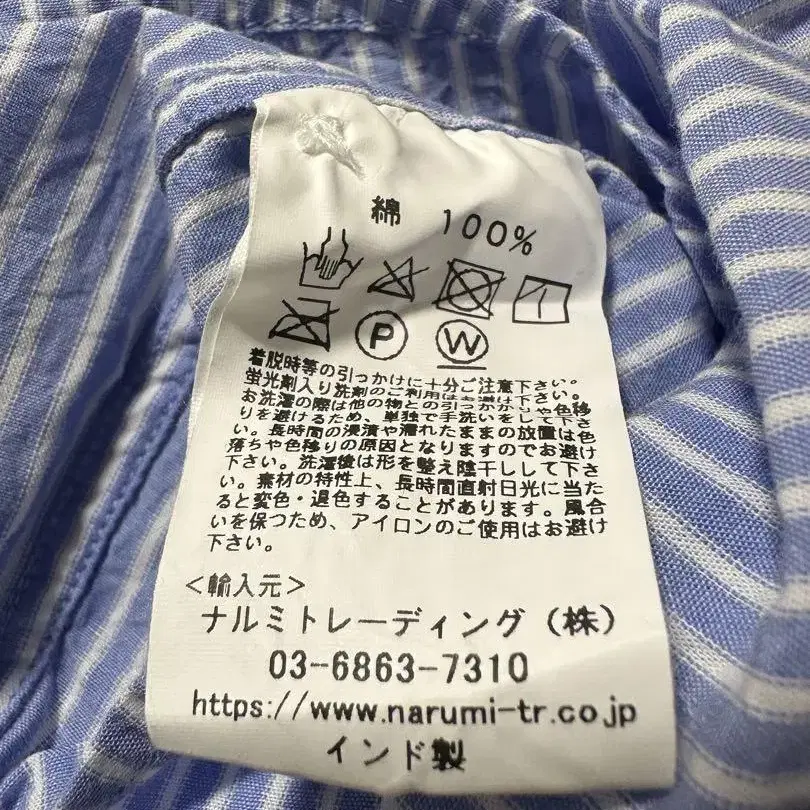 綿 100%
P W
着脱時等の引っかけに十分ご注意下さい。
蛍光剤入り洗剤のご利用はお避け下さい。
お洗濯の際は他の物との引っかかりや色移
りを避けるため、単独で手洗いをして下さ
い。長時間の浸漬や濡れたままの放置は色
落ちや色移りの原因となりますのでお避け
下さい。洗濯後は形を整え陰干しして下さ
い。素材の特性上、長時間直射日光に当た
ると変色・退色することがあります。風合
いを保つため、アイロンのご使用はお避け
下さい。
<輸入元>
ナルミトレーディング(株)
03-6863-7310
https://www.narumi-tr.co.jp
インド製